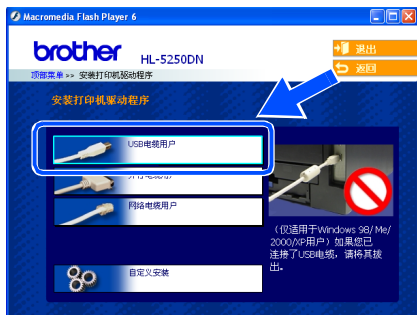 Macromedia Flash Player 6
brother HL-5250DN
退出
返回
顶部菜单 >> 安装打印机驱动程序
安装打印机驱动程序
USB电缆用户
网络电缆用户
自定义安装
（仅适用于Windows 98/ Me/
2000/XP用户）如果您已
连接了USB电缆，请将其拔
出。